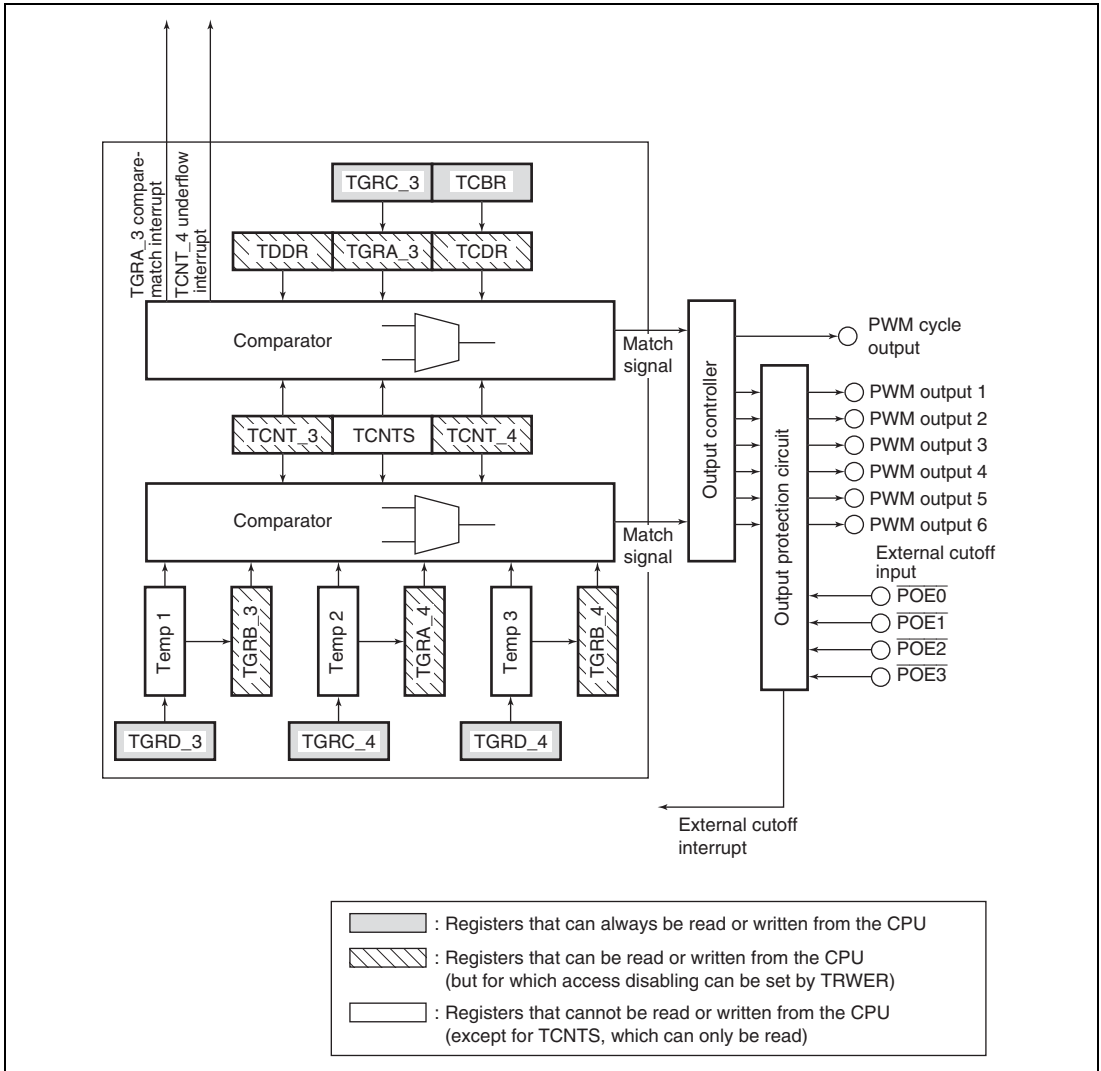 TGRA_3 compare-
match interrupt
TCNT_4 underflow
interrupt
TGRC_3
TCBR
TDDR
TGRA_3
TCDR
Comparator
Match
signal
TCNT_3
TCNTS
TCNT_4
Comparator
Match
signal
Temp 1
TGRB_3
Temp 2
TGRA_4
Temp 3
TGRB_4
TGRD_3
TGRC_4
TGRD_4
Output controller
Output protection circuit
PWM cycle
output
PWM output 1
PWM output 2
PWM output 3
PWM output 4
PWM output 5
PWM output 6
External cutoff
input
POE0
POE1
POE2
POE3
External cutoff
interrupt
: Registers that can always be read or written from the CPU
: Registers that can be read or written from the CPU
(but for which access disabling can be set by TRWER)
: Registers that cannot be read or written from the CPU
(except for TCNTS, which can only be read)